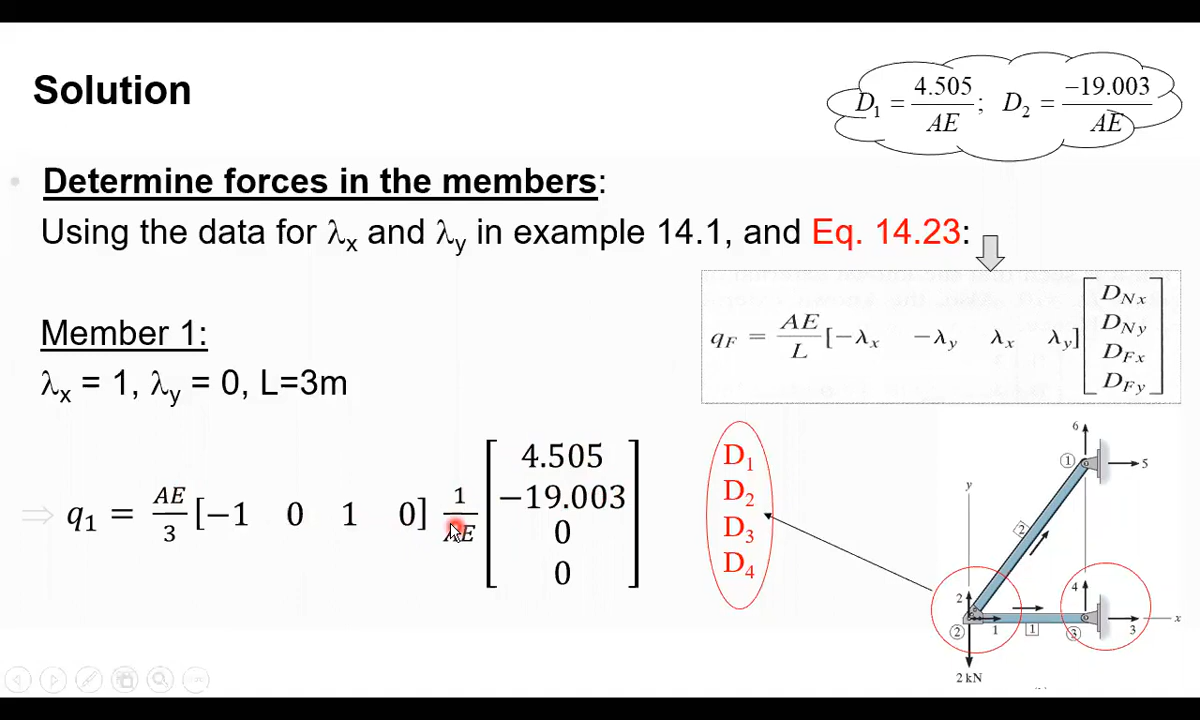 Solution
D₁ = 4.505/AE ; D₂ = −19.003/AE
• Determine forces in the members:
Using the data for λx and λy in example 14.1, and Eq. 14.23:
qF = AE/L [−λx −λy λx λy] [DNx DNy DFx DFy]
Member 1:
λx = 1, λy = 0, L=3m
⇒ q₁ = AE/3 [−1 0 1 0] 1/AE [4.505 −19.003 0 0]
D₁
D₂
D₃
D₄
6
① 5
y
2
2 4
② 1 1 ③ 3 x
2 kN